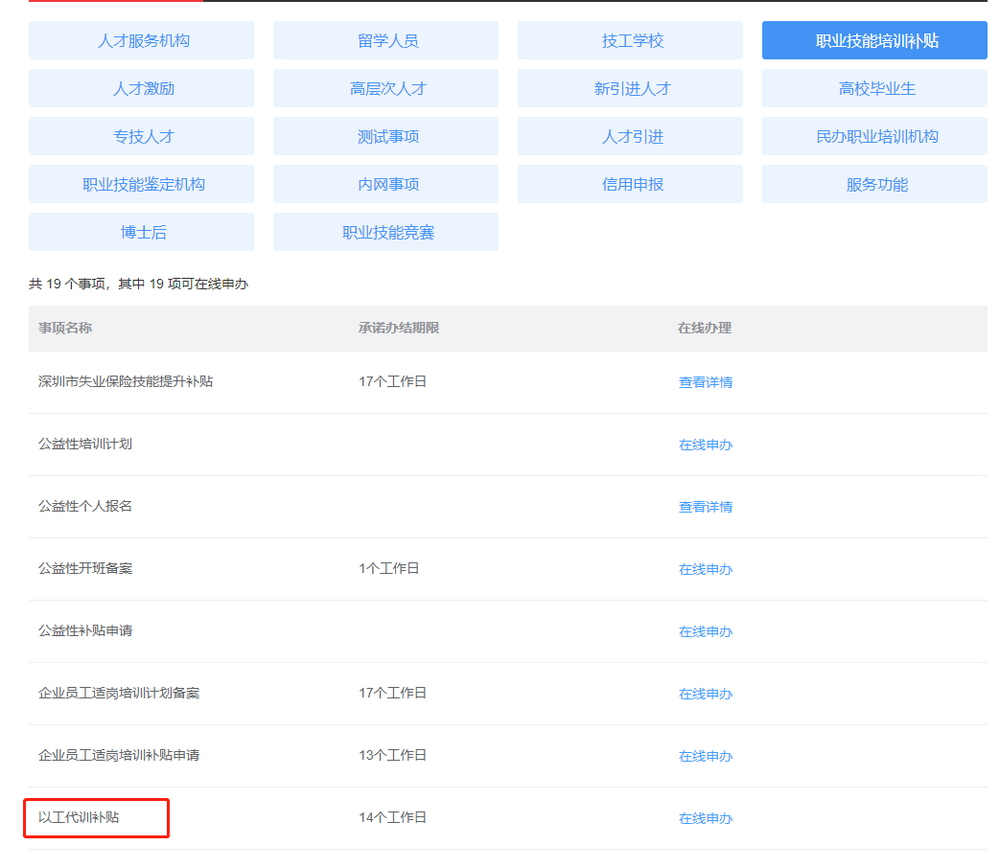 人才服务机构 留学人员 技工学校 职业技能培训补贴
人才激励 高层次人才 新引进人才 高校毕业生
专技人才 测试事项 人才引进 民办职业培训机构
职业技能鉴定机构 内网事项 信用申报 服务功能
博士后 职业技能竞赛
共 19 个事项，其中 19 项可在线申办
事项名称 承诺办结期限 在线办理
深圳市失业保险技能提升补贴 17个工作日 查看详情
公益性培训计划 在线申办
公益性个人报名 查看详情
公益性开班备案 1个工作日 在线申办
公益性补贴申请 在线申办
企业员工适岗培训计划备案 17个工作日 在线申办
企业员工适岗培训补贴申请 13个工作日 在线申办
以工代训补贴 14个工作日 在线申办